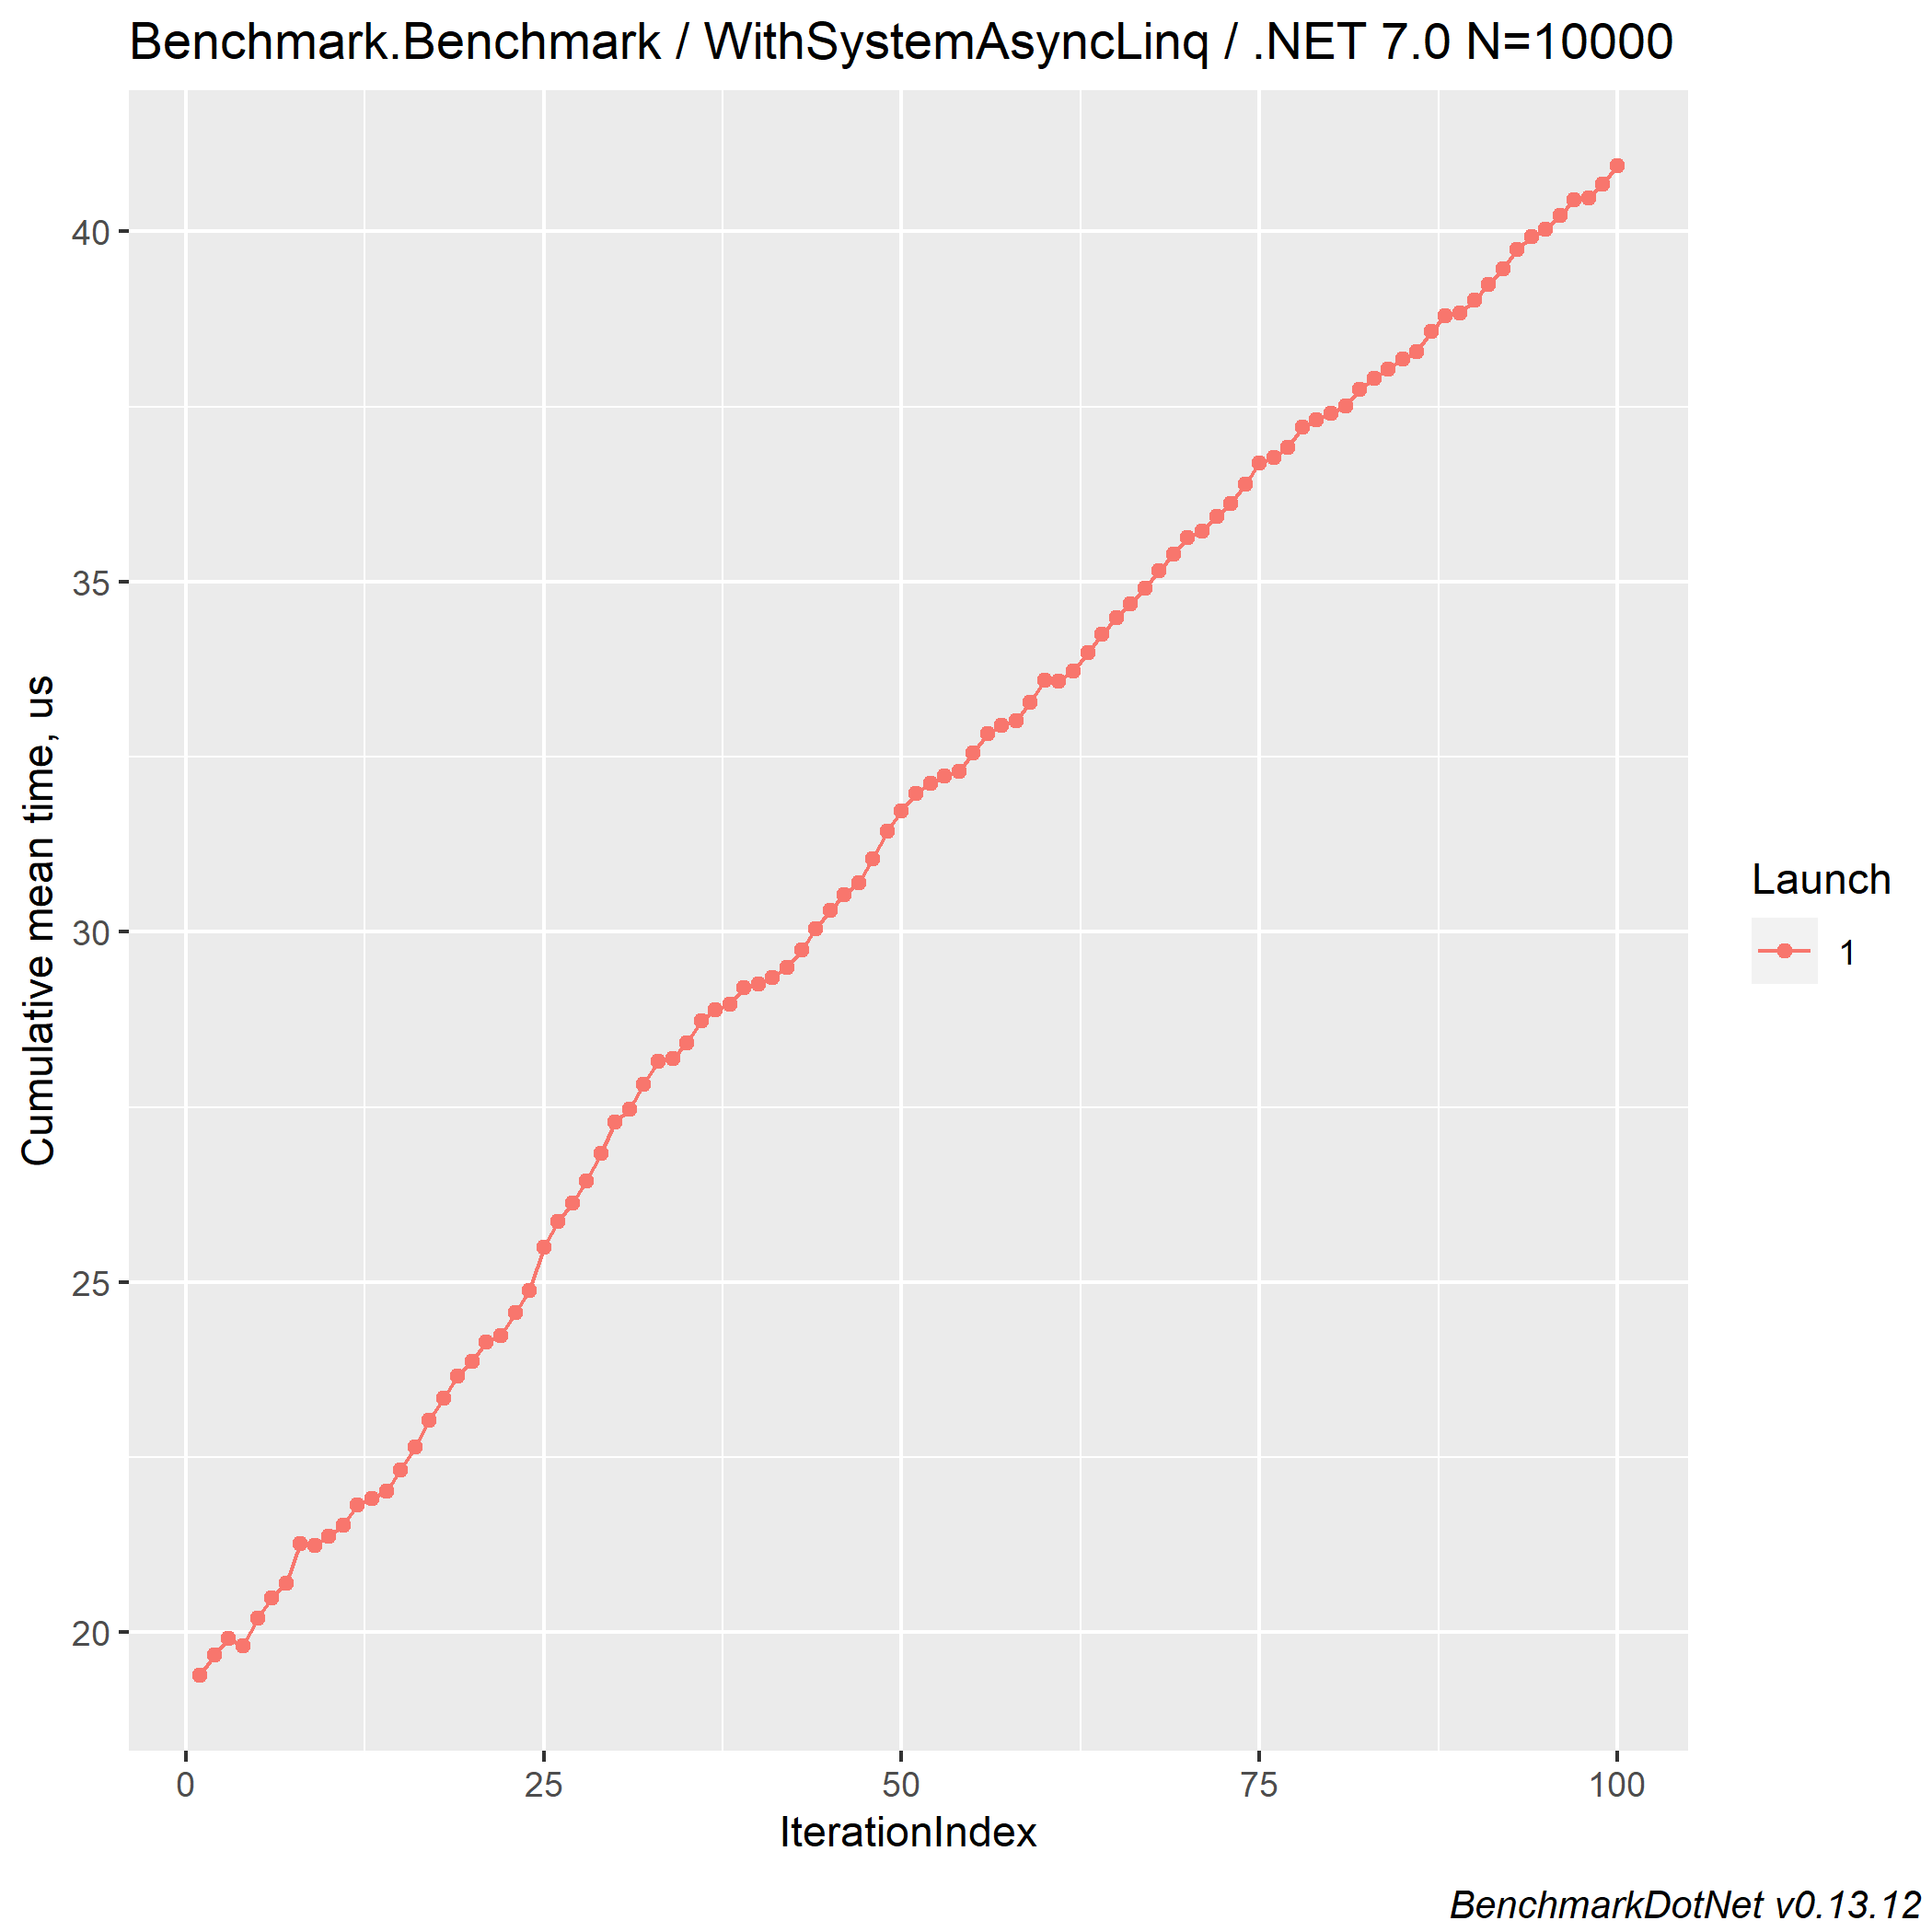 Benchmark.Benchmark / WithSystemAsyncLinq / .NET 7.0 N=10000
Cumulative mean time, us
40
35
30
25
20
0 25 50 75 100
IterationIndex
Launch
1
BenchmarkDotNet v0.13.12